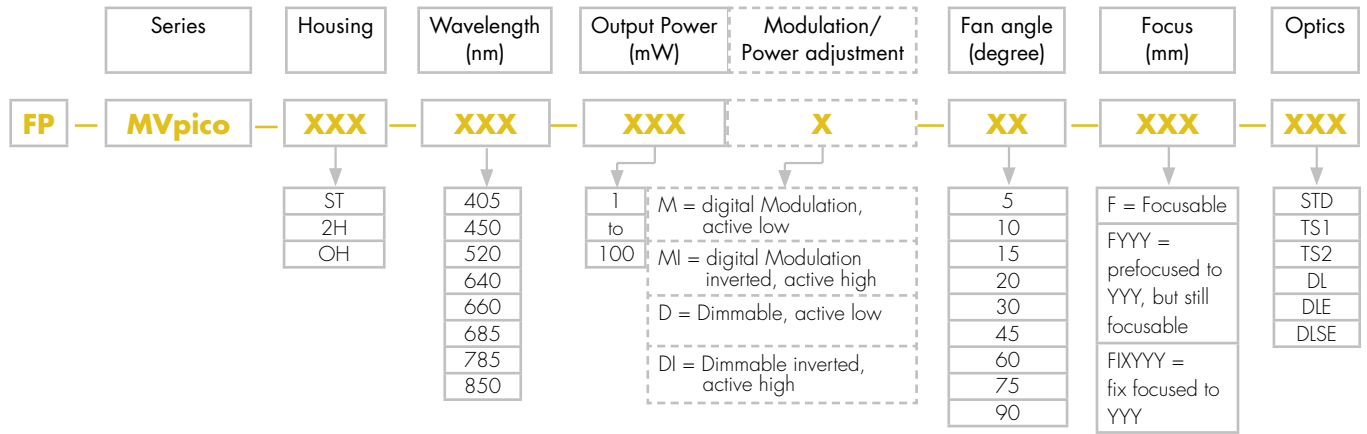 Series
Housing
Wavelength
(nm)
Output Power
(mW)
Modulation/
Power adjustment
Fan angle
(degree)
Focus
(mm)
Optics
FP — MVpico — XXX — XXX — XXX X — XX — XXX — XXX
ST
2H
OH
405
450
520
640
660
685
785
850
1
to
100
M = digital Modulation,
active low
MI = digital Modulation
inverted, active high
D = Dimmable, active low
DI = Dimmable inverted,
active high
5
10
15
20
30
45
60
75
90
F = Focusable
FYYY =
prefocused to
YYY, but still
focusable
FIXYYY =
fix focused to
YYY
STD
TS1
TS2
DL
DLE
DLSE